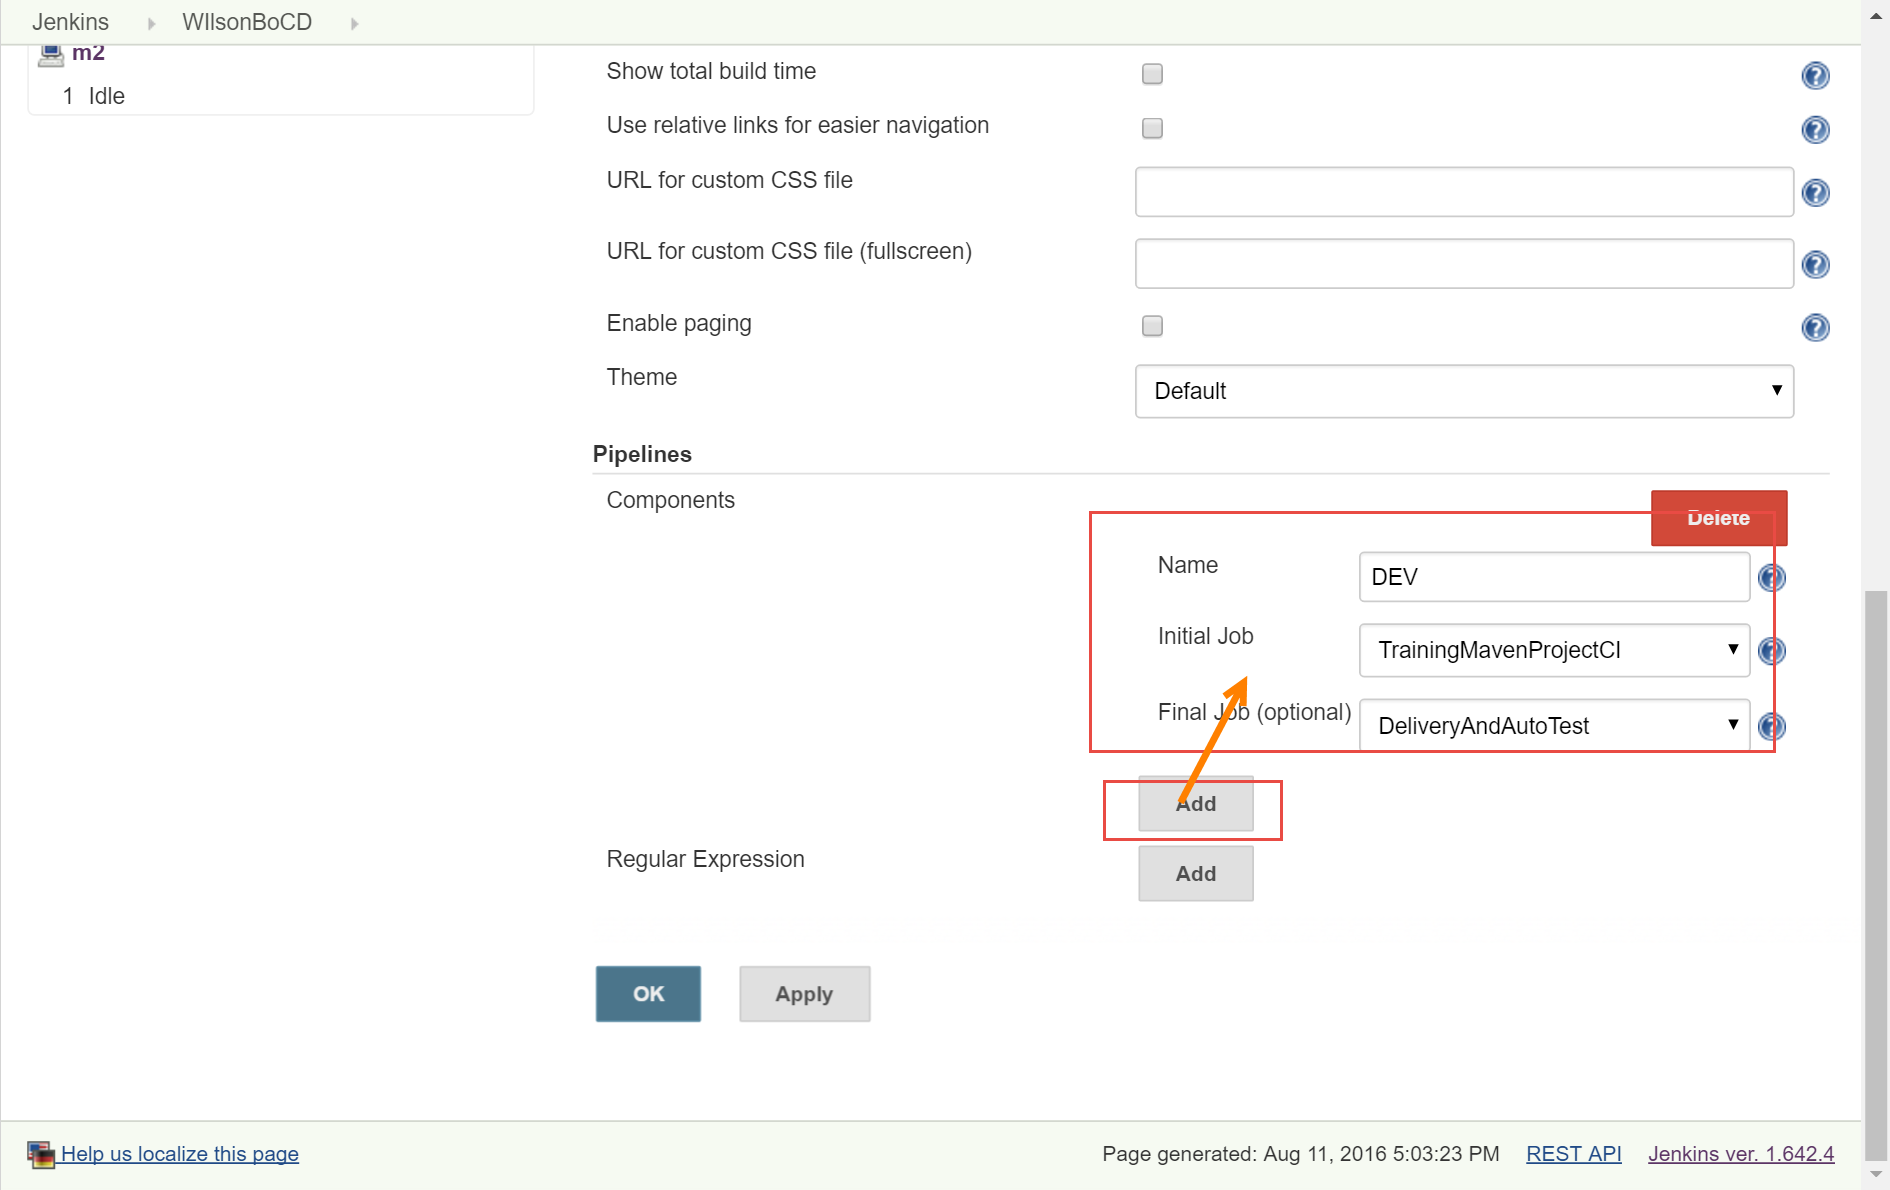 Jenkins WIlsonBoCD
m2
1 Idle
Show total build time
Use relative links for easier navigation
URL for custom CSS file
URL for custom CSS file (fullscreen)
Enable paging
Theme
Default
Pipelines
Components
Delete
Name
DEV
Initial Job
TrainingMavenProjectCI
Final Job (optional)
DeliveryAndAutoTest
Add
Regular Expression
Add
OK
Apply
Help us localize this page
Page generated: Aug 11, 2016 5:03:23 PM REST API Jenkins ver. 1.642.4